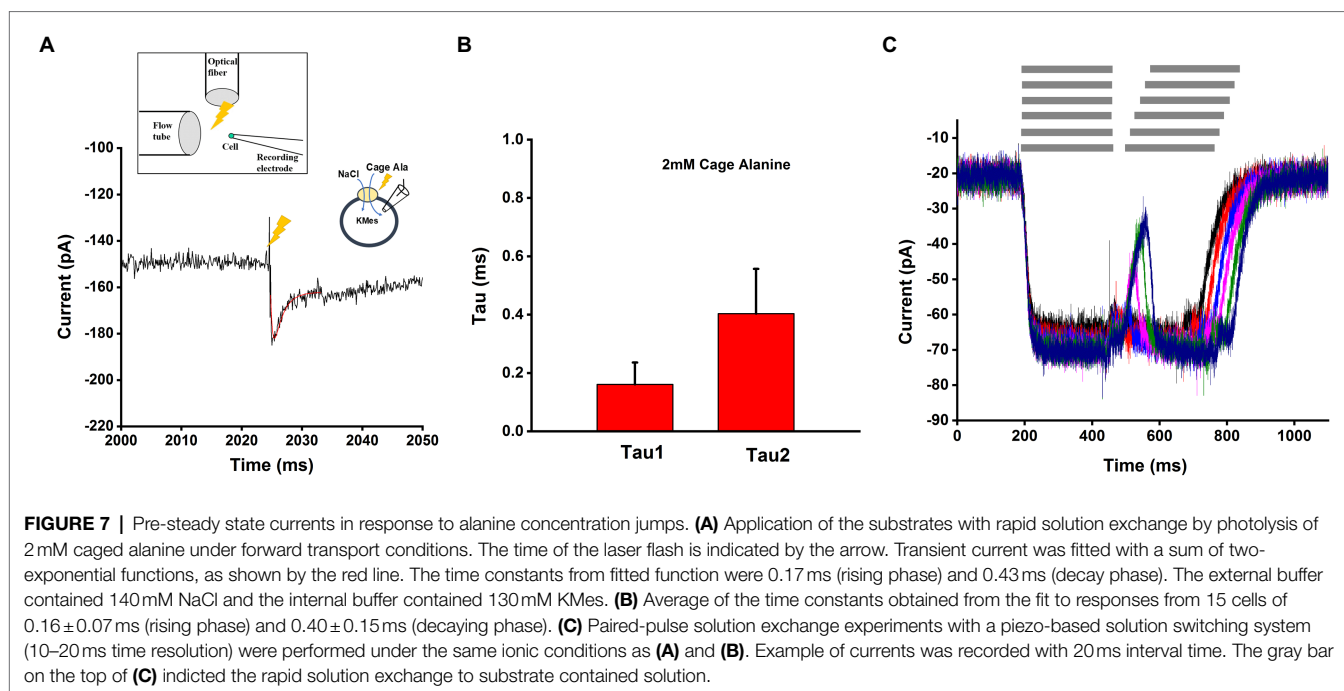 A
B
C
Optical
fiber
Flow
tube
Cell
Recording
electrode
NaCl
Cage Ala
KMes
Current (pA)
-100
-120
-140
-160
-180
-200
-220
2000
2010
2020
2030
2040
2050
Time (ms)
2mM Cage Alanine
Tau (ms)
1.0
0.8
0.6
0.4
0.2
0.0
Tau1
Tau2
Current (pA)
-10
-20
-30
-40
-50
-60
-70
-80
-90
0
200
400
600
800
1000
Time (ms)
FIGURE 7 | Pre-steady state currents in response to alanine concentration jumps. (A) Application of the substrates with rapid solution exchange by photolysis of
2 mM caged alanine under forward transport conditions. The time of the laser flash is indicated by the arrow. Transient current was fitted with a sum of two-
exponential functions, as shown by the red line. The time constants from fitted function were 0.17 ms (rising phase) and 0.43 ms (decay phase). The external buffer
contained 140 mM NaCl and the internal buffer contained 130 mM KMes. (B) Average of the time constants obtained from the fit to responses from 15 cells of
0.16 ± 0.07 ms (rising phase) and 0.40 ± 0.15 ms (decaying phase). (C) Paired-pulse solution exchange experiments with a piezo-based solution switching system
(10–20 ms time resolution) were performed under the same ionic conditions as (A) and (B). Example of currents was recorded with 20 ms interval time. The gray bar
on the top of (C) indicted the rapid solution exchange to substrate contained solution.